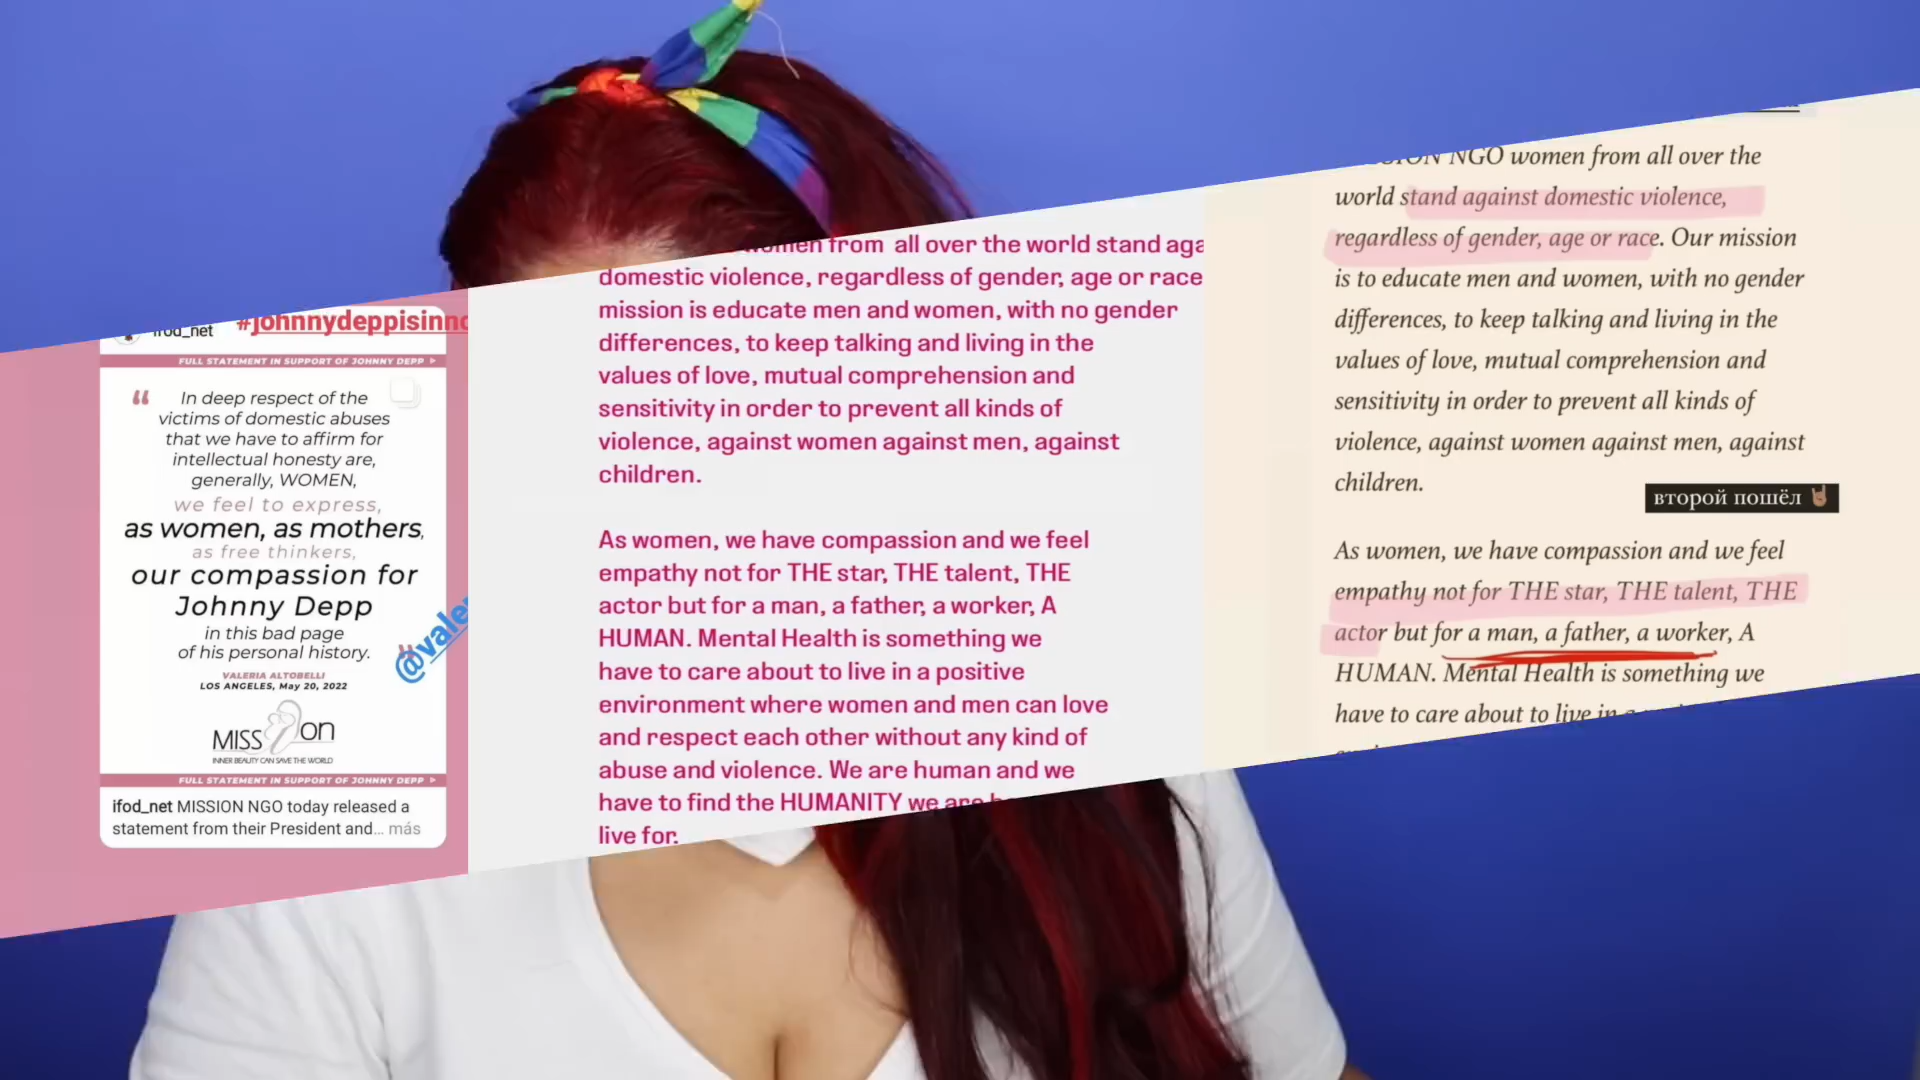 ifod_net
#johnnydeppisinno
FULL STATEMENT IN SUPPORT OF JOHNNY DEPP
“ In deep respect of the
victims of domestic abuses
that we have to affirm for
intellectual honesty are,
generally, WOMEN,
we feel to express,
as women, as mothers,
as free thinkers,
our compassion for
Johnny Depp
in this bad page
of his personal history. ”
@valer
VALERIA ALTOBELLI
LOS ANGELES, May 20, 2022
MISSION
INNER BEAUTY CAN SAVE THE WORLD
FULL STATEMENT IN SUPPORT OF JOHNNY DEPP
ifod_net MISSION NGO today released a
statement from their President and... más
women from all over the world stand aga
domestic violence, regardless of gender, age or race
mission is educate men and women, with no gender
differences, to keep talking and living in the
values of love, mutual comprehension and
sensitivity in order to prevent all kinds of
violence, against women against men, against
children.
As women, we have compassion and we feel
empathy not for THE star, THE talent, THE
actor but for a man, a father, a worker, A
HUMAN. Mental Health is something we
have to care about to live in a positive
environment where women and men can love
and respect each other without any kind of
abuse and violence. We are human and we
have to find the HUMANITY we are
live for.
NGO women from all over the
world stand against domestic violence,
regardless of gender, age or race. Our mission
is to educate men and women, with no gender
differences, to keep talking and living in the
values of love, mutual comprehension and
sensitivity in order to prevent all kinds of
violence, against women against men, against
children.
второй пошёл 🤘🏾
As women, we have compassion and we feel
empathy not for THE star, THE talent, THE
actor but for a man, a father, a worker, A
HUMAN. Mental Health is something we
have to care about to live in